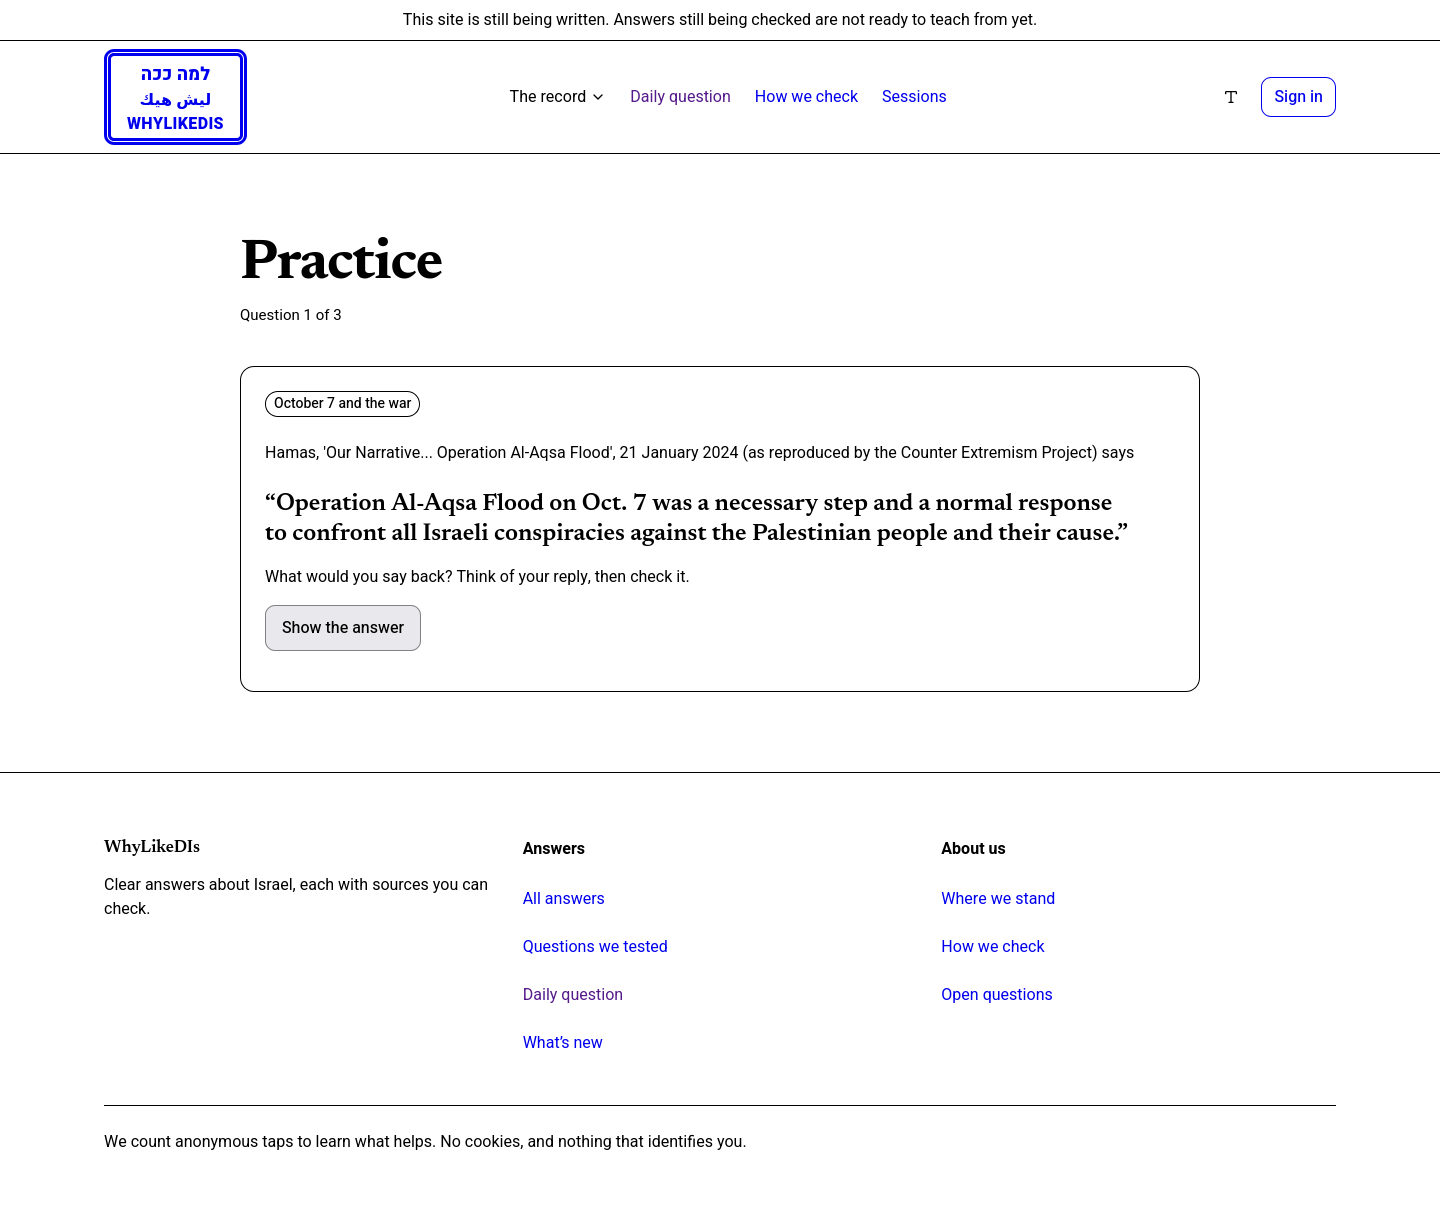 This site is still being written. Answers still being checked are not ready to teach from yet.
למה ככה
ليش هيك
WHYLIKEDIS
The record
Daily question
How we check
Sessions
T
Sign in
Practice
Question 1 of 3
October 7 and the war
Hamas, 'Our Narrative... Operation Al-Aqsa Flood', 21 January 2024 (as reproduced by the Counter Extremism Project) says
“Operation Al-Aqsa Flood on Oct. 7 was a necessary step and a normal response
to confront all Israeli conspiracies against the Palestinian people and their cause.”
What would you say back? Think of your reply, then check it.
Show the answer
WhyLikeDIs
Clear answers about Israel, each with sources you can
check.
Answers
All answers
Questions we tested
Daily question
What’s new
About us
Where we stand
How we check
Open questions
We count anonymous taps to learn what helps. No cookies, and nothing that identifies you.